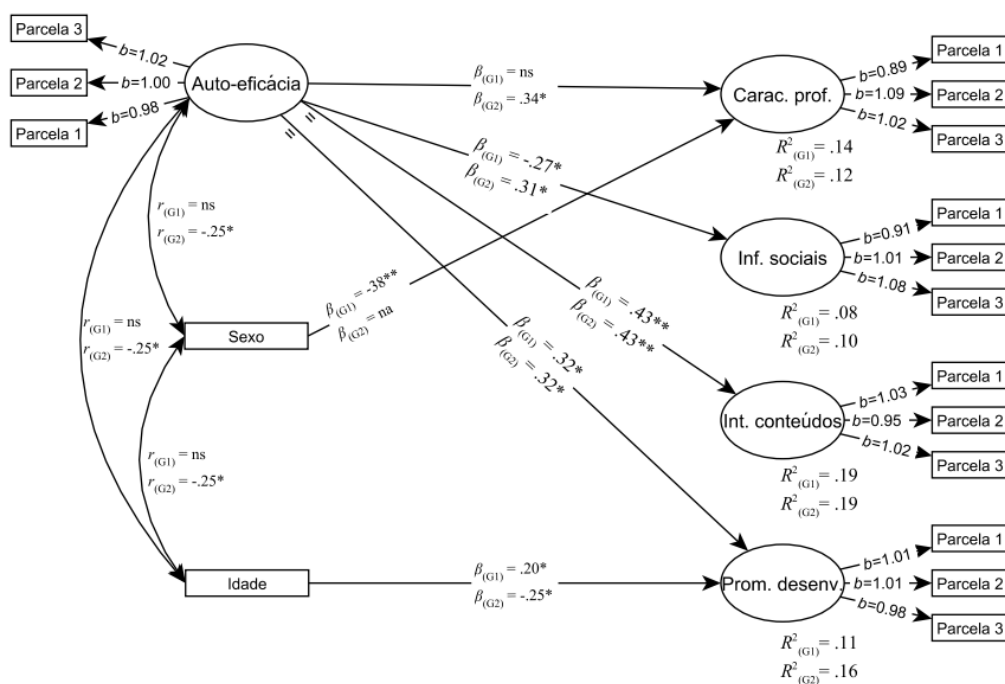 Parcela 3
Parcela 2
Parcela 1
b=1.02
b=1.00
b=0.98
Auto-eficácia
=
=
β(G1) = ns
β(G2) = .34*
β(G1) = -.27*
β(G2) = .31*
β(G1) = .43**
β(G2) = .43**
β(G1) = .32*
β(G2) = .32*
r(G1) = ns
r(G2) = -.25*
r(G1) = ns
r(G2) = -.25*
Sexo
β(G1) = -38**
β(G2) = na
r(G1) = ns
r(G2) = -.25*
Idade
β(G1) = .20*
β(G2) = -.25*
Carac. prof.
b=0.89
b=1.09
b=1.02
Parcela 1
Parcela 2
Parcela 3
R²(G1)= .14
R²(G2)= .12
Inf. sociais
b=0.91
b=1.01
b=1.08
Parcela 1
Parcela 2
Parcela 3
R²(G1)= .08
R²(G2)= .10
Int. conteúdos
b=1.03
b=0.95
b=1.02
Parcela 1
Parcela 2
Parcela 3
R²(G1)= .19
R²(G2)= .19
Prom. desenv.
b=1.01
b=1.01
b=0.98
Parcela 1
Parcela 2
Parcela 3
R²(G1)= .11
R²(G2)= .16